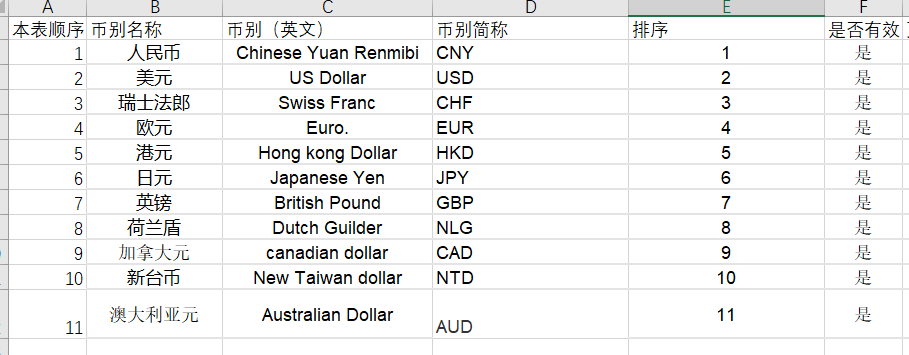 A B C D E F
本表顺序 币别名称 币别（英文） 币别简称 排序 是否有效
1 人民币 Chinese Yuan Renmibi CNY 1 是
2 美元 US Dollar USD 2 是
3 瑞士法郎 Swiss Franc CHF 3 是
4 欧元 Euro. EUR 4 是
5 港元 Hong kong Dollar HKD 5 是
6 日元 Japanese Yen JPY 6 是
7 英镑 British Pound GBP 7 是
8 荷兰盾 Dutch Guilder NLG 8 是
9 加拿大元 canadian dollar CAD 9 是
10 新台币 New Taiwan dollar NTD 10 是
11 澳大利亚元 Australian Dollar AUD 11 是